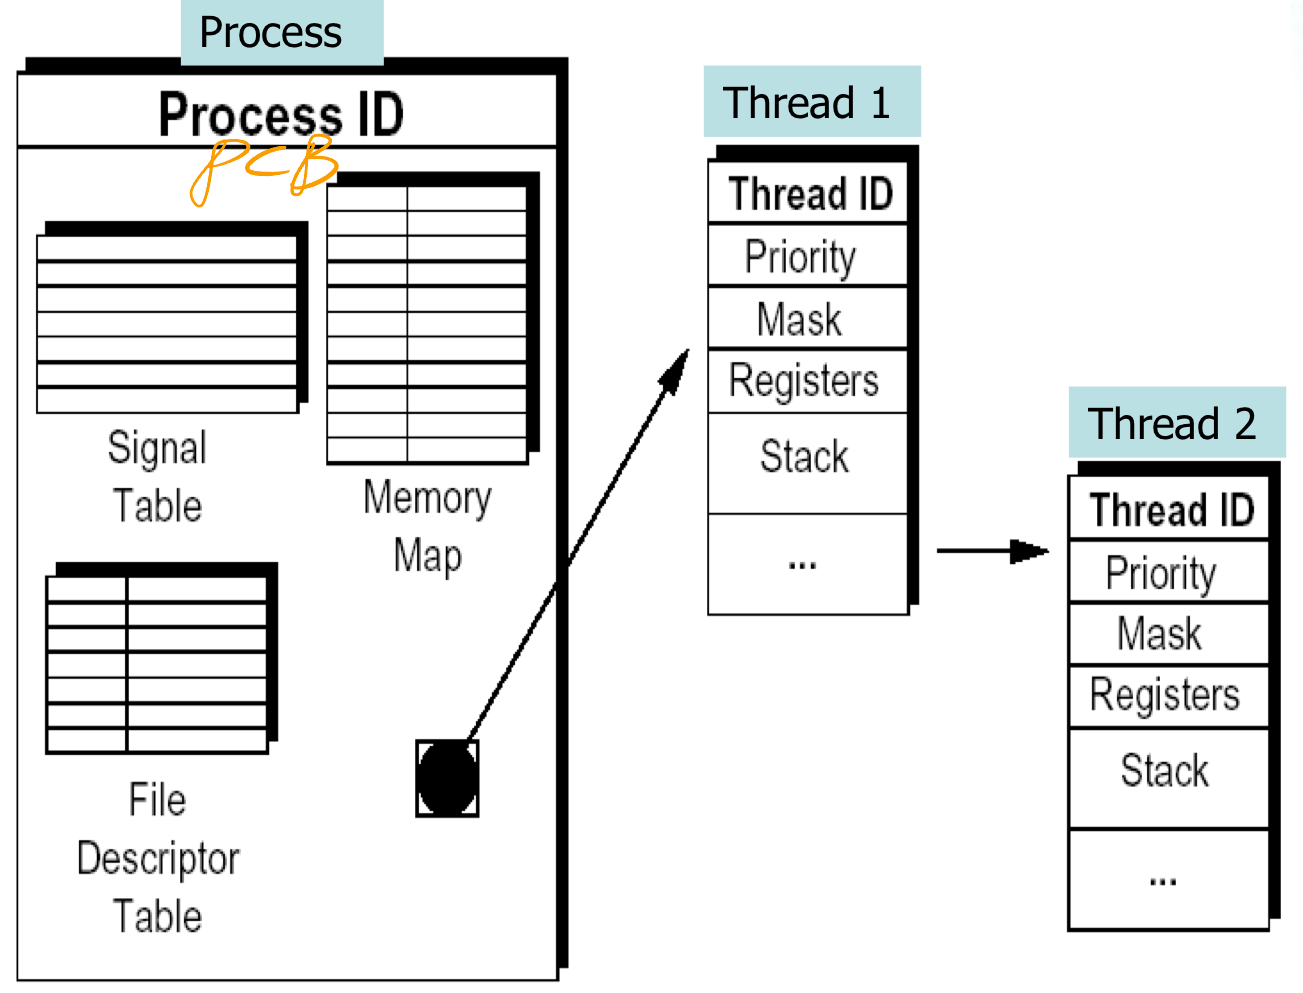 Process
Process ID
PCB
Signal
Table
Memory
Map
File
Descriptor
Table
Thread 1
Thread ID
Priority
Mask
Registers
Stack
...
Thread 2
Thread ID
Priority
Mask
Registers
Stack
...